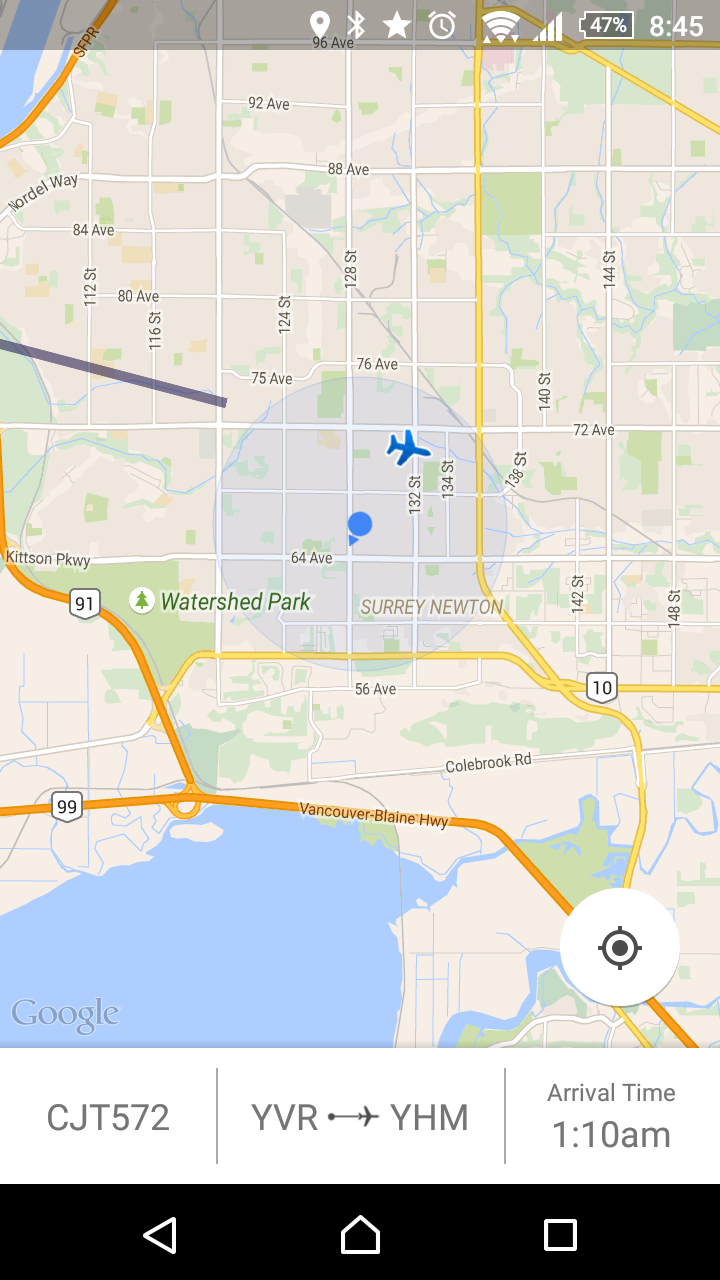 47% 8:45
SFPR
96 Ave
92 Ave
88 Ave
Nordel Way
84 Ave
112 St
80 Ave
116 St
124 St
128 St
144 St
75 Ave
76 Ave
140 St
72 Ave
132 St
134 St
138 St
64 Ave
Kittson Pkwy
91
Watershed Park
SURREY NEWTON
142 St
148 St
10
56 Ave
Colebrook Rd
99
Vancouver-Blaine Hwy
Google
CJT572
YVR YHM
Arrival Time
1:10am